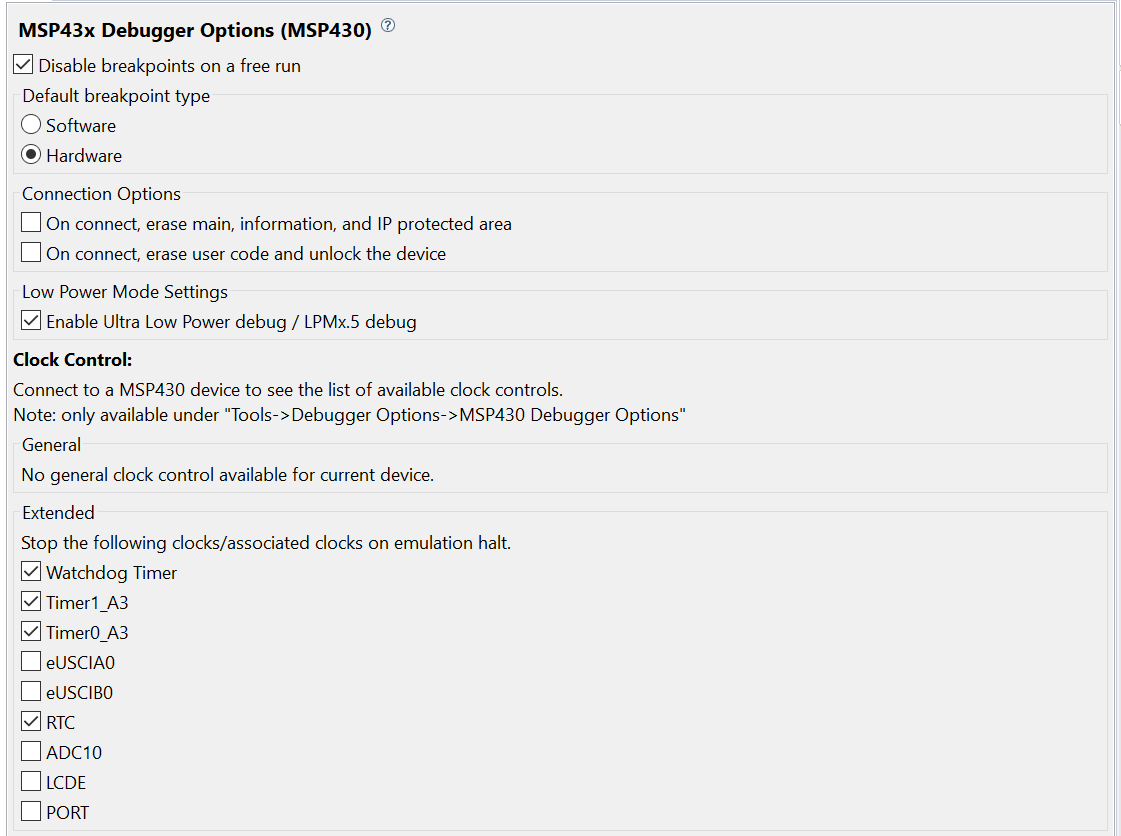 MSP43x Debugger Options (MSP430) ?
Disable breakpoints on a free run
Default breakpoint type
Software
Hardware
Connection Options
On connect, erase main, information, and IP protected area
On connect, erase user code and unlock the device
Low Power Mode Settings
Enable Ultra Low Power debug / LPMx.5 debug
Clock Control:
Connect to a MSP430 device to see the list of available clock controls.
Note: only available under "Tools->Debugger Options->MSP430 Debugger Options"
General
No general clock control available for current device.
Extended
Stop the following clocks/associated clocks on emulation halt.
Watchdog Timer
Timer1_A3
Timer0_A3
eUSCIA0
eUSCIB0
RTC
ADC10
LCDE
PORT